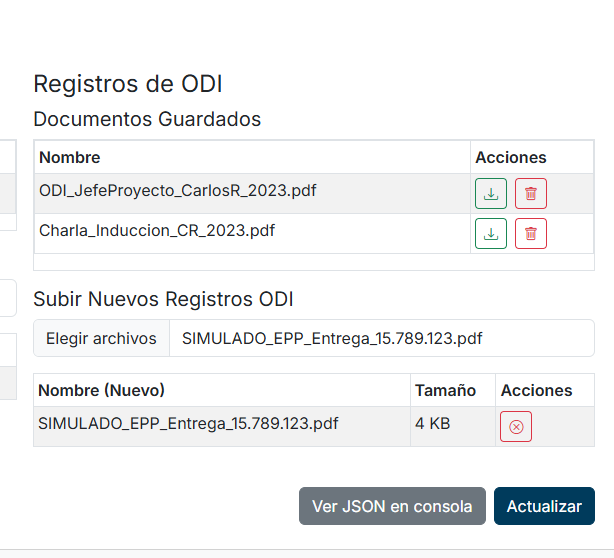 Registros de ODI
Documentos Guardados
Nombre Acciones
ODI_JefeProyecto_CarlosR_2023.pdf
Charla_Induccion_CR_2023.pdf
Subir Nuevos Registros ODI
Elegir archivos SIMULADO_EPP_Entrega_15.789.123.pdf
Nombre (Nuevo) Tamaño Acciones
SIMULADO_EPP_Entrega_15.789.123.pdf 4 KB
Ver JSON en consola Actualizar